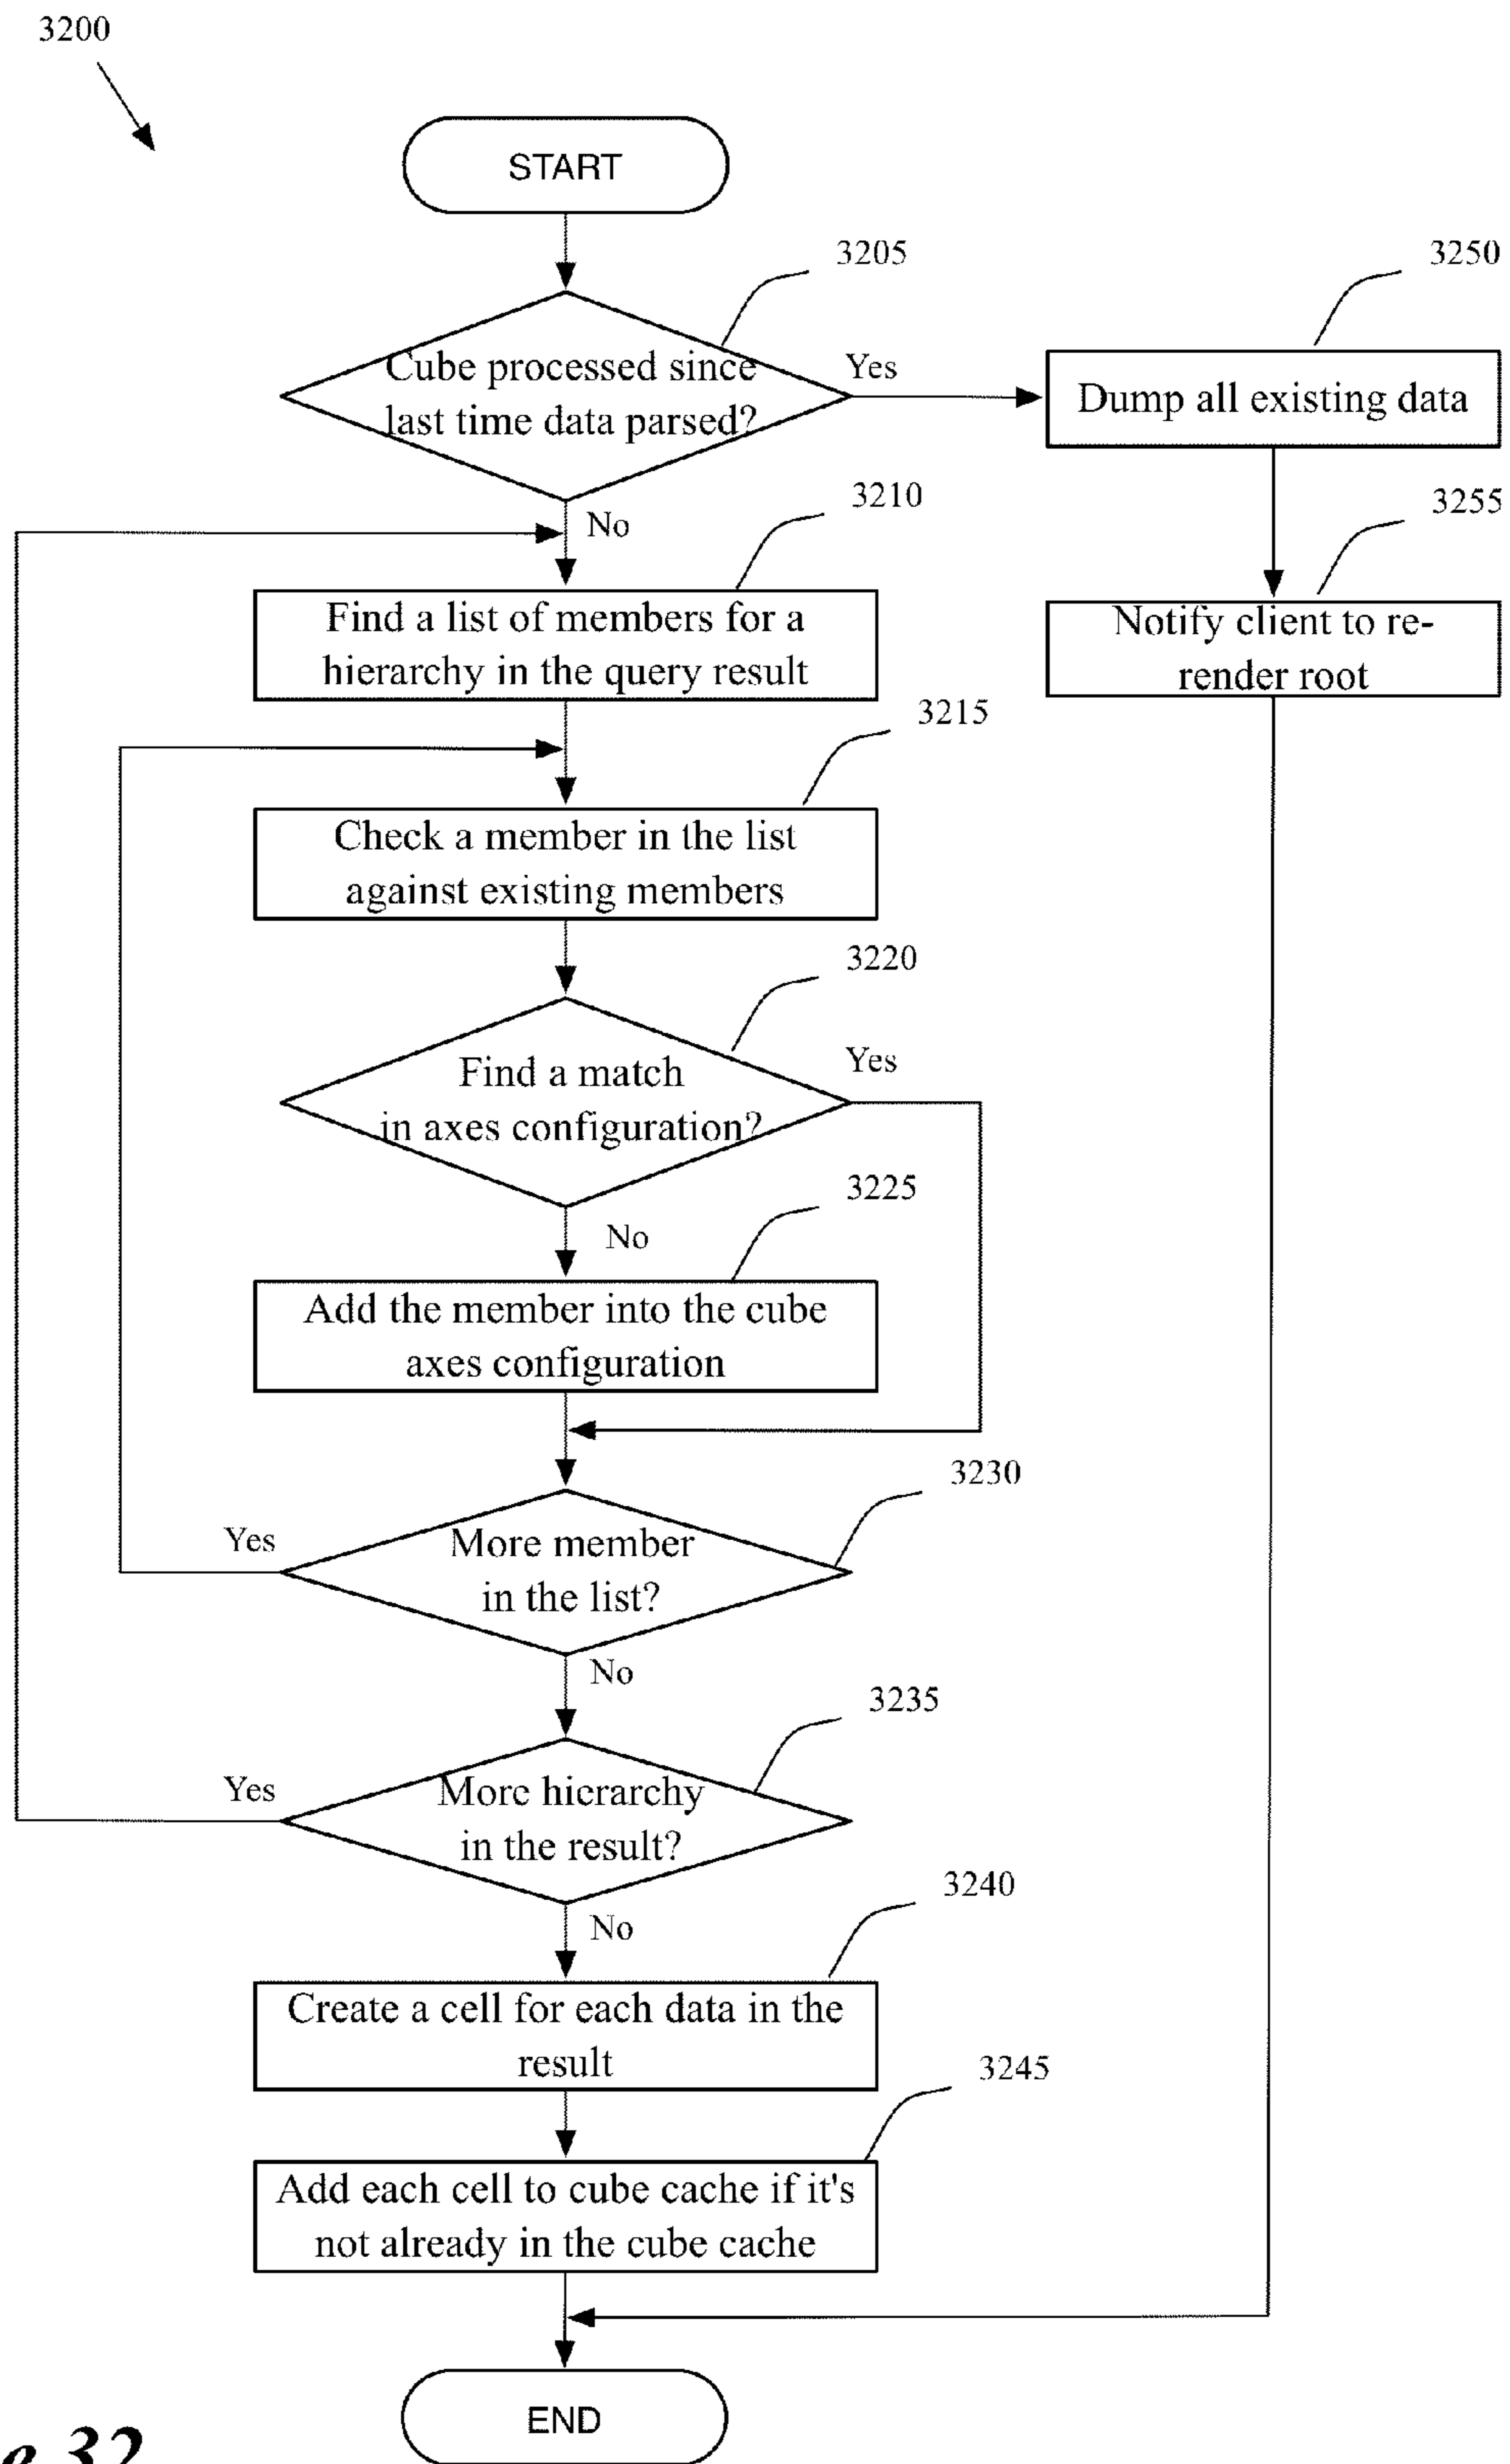 3200
START
3205
3250
Cube processed since
last time data parsed?
Yes
Dump all existing data
3210
3255
No
Find a list of members for a
hierarchy in the query result
Notify client to re-
render root
3215
Check a member in the list
against existing members
3220
Find a match
in axes configuration?
Yes
3225
No
Add the member into the cube
axes configuration
3230
Yes
More member
in the list?
No
3235
Yes
More hierarchy
in the result?
3240
No
Create a cell for each data in the
result
3245
Add each cell to cube cache if it's
not already in the cube cache
END
32